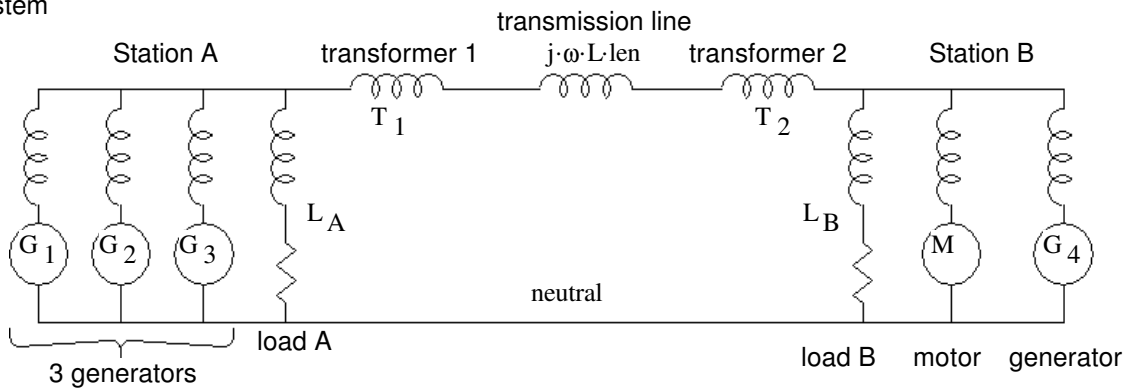 stem
transmission line
Station A
transformer 1
j·ω·L·len
transformer 2
Station B
T 1
T 2
L A
L B
G 1
G 2
G 3
M
G 4
neutral
load A
load B
motor
generator
3 generators